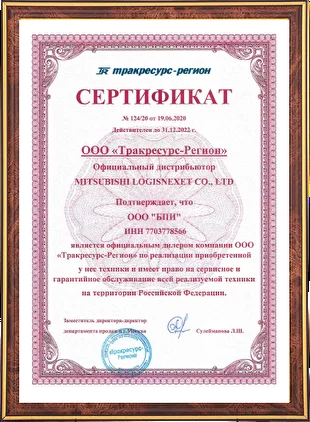 тракресурс-регион
СЕРТИФИКАТ
№ 124/20 от 19.06.2020
Действителен до 31.12.2022 г.
ООО «Тракресурс-Регион»
Официальный дистрибьютор
MITSUBISHI LOGISNEXET CO., LTD
Подтверждает, что
ООО "БПИ"
ИНН 7703778566
является официальным дилером компании ООО
«Тракресурс-Регион» по реализации приобретенной
у нее техники и имеет право на сервисное и
гарантийное обслуживание всей реализуемой техники
на территории Российской Федерации.
Заместитель директора-директор
департамента продаж в г. Москва
Сулейманова Л.Ш.
«Тракресурс-
Регион»